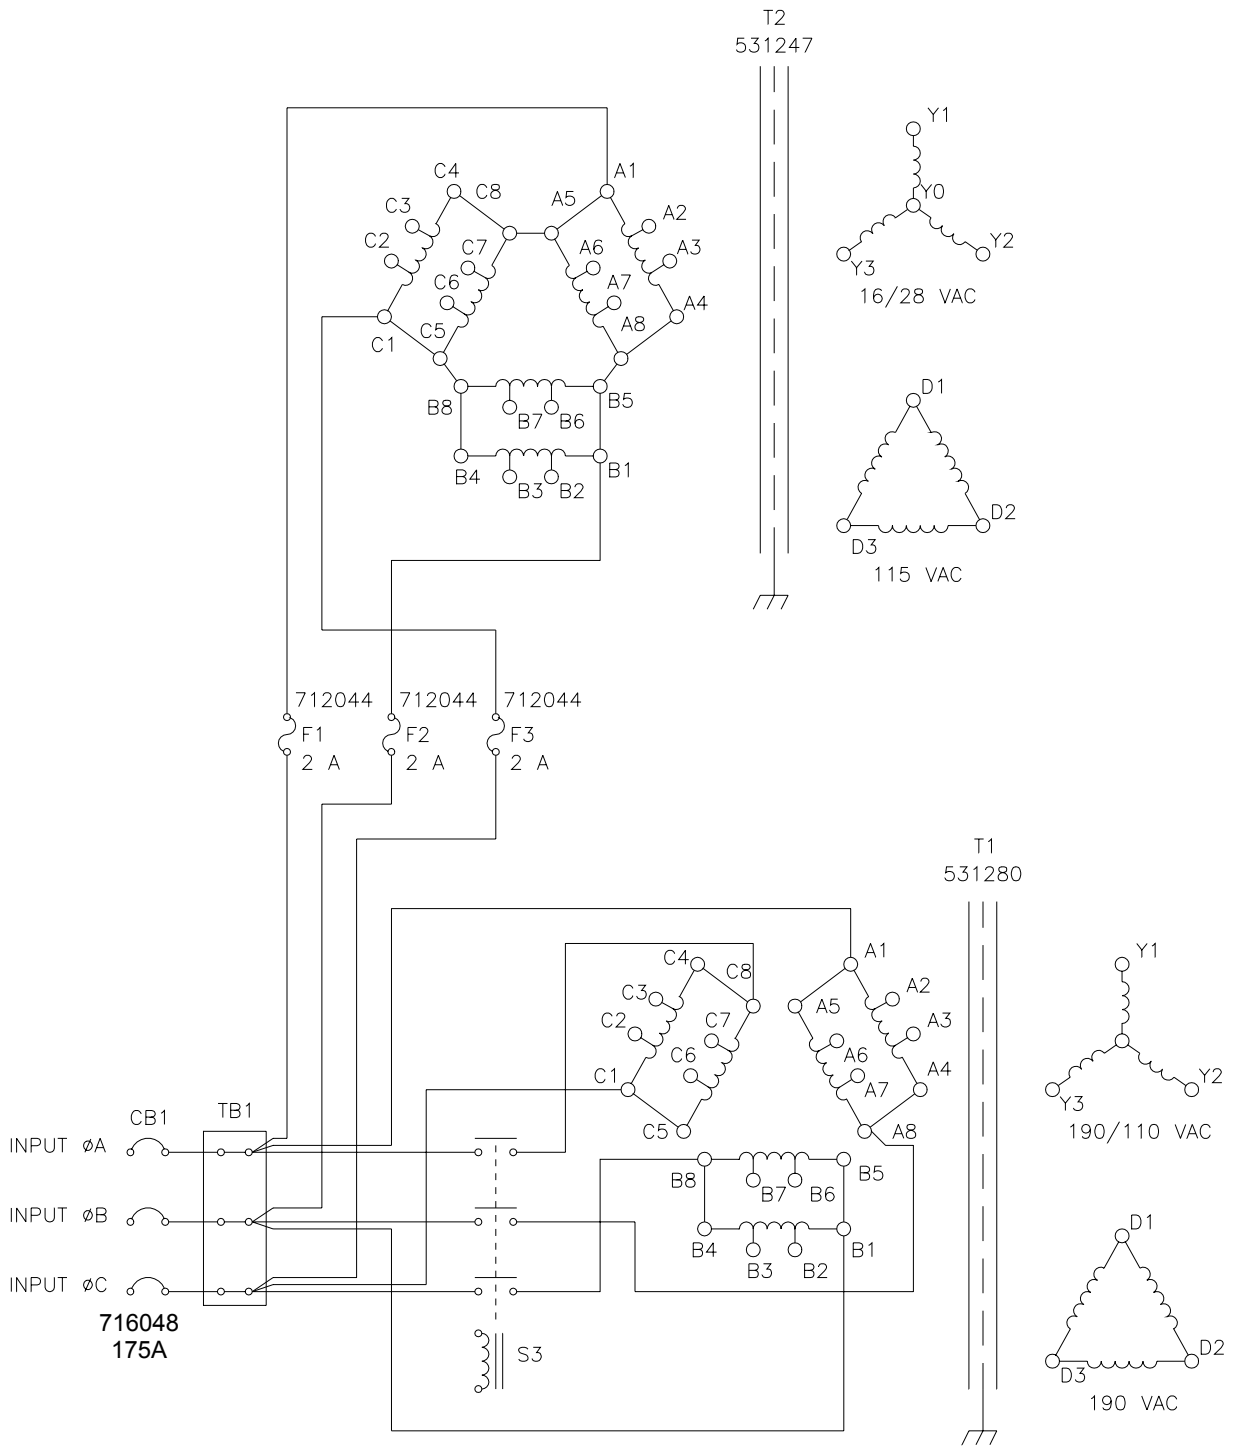 T2
531247
Y1
Y0
Y3
Y2
16/28 VAC
D1
D2
D3
115 VAC
C4
C8
A5
A1
C3
A2
C2
C7
A6
A3
C6
A7
C1
C5
A8
A4
B8
B7
B6
B5
B4
B3
B2
B1
712044
712044
712044
F1
F2
F3
2 A
2 A
2 A
T1
531280
C4
C8
A1
C3
A5
A2
C2
C7
A3
C6
A6
C1
A7
A4
C5
A8
B8
B7
B6
B5
B4
B3
B2
B1
Y1
Y3
Y2
190/110 VAC
D1
D2
D3
190 VAC
CB1
TB1
INPUT øA
INPUT øB
INPUT øC
716048
175A
S3